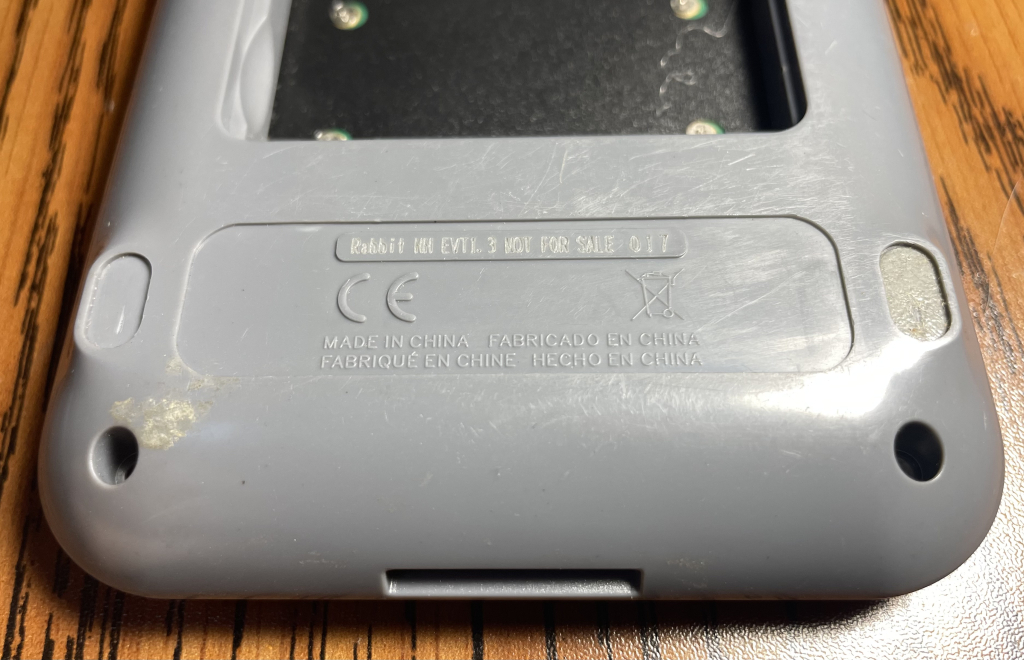 Rabbit HH EVT1.3 NOT FOR SALE 017
CE
MADE IN CHINA FABRICADO EN CHINA
FABRIQUÉ EN CHINE HECHO EN CHINA